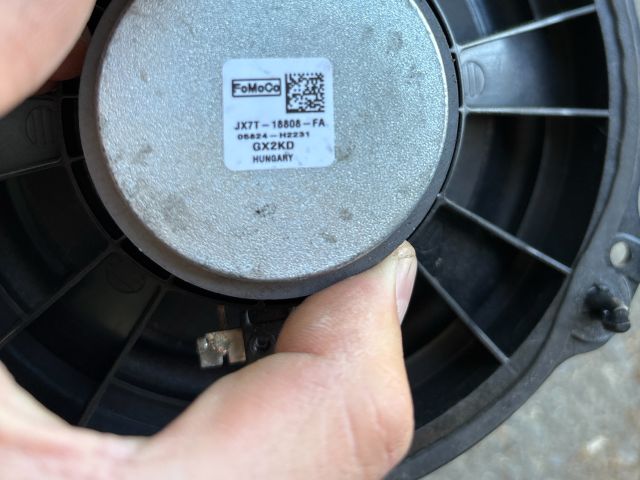 FoMoCo
JX7T-18808-FA
05824-H2231
GX2KD
HUNGARY